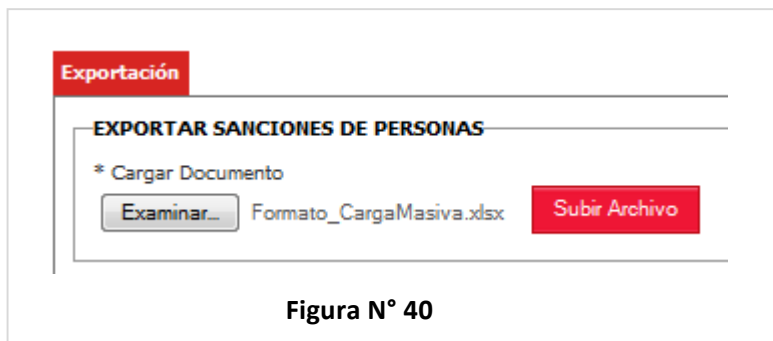 Exportación
EXPORTAR SANCIONES DE PERSONAS
* Cargar Documento
Examinar... Formato_CargaMasiva.xlsx Subir Archivo
Figura N° 40